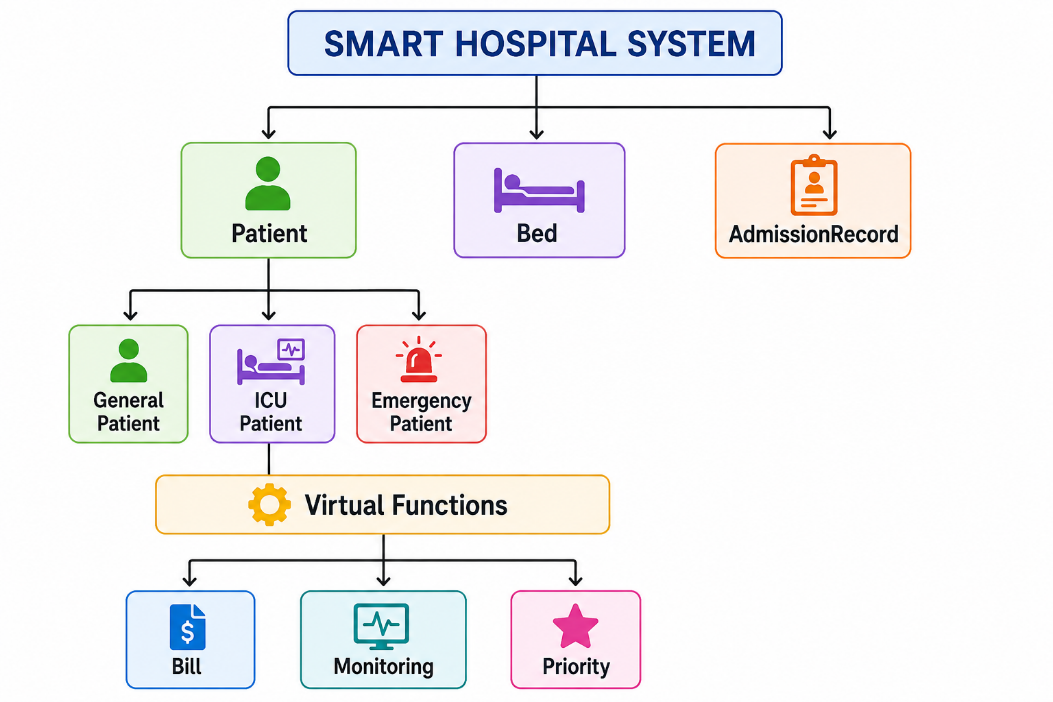 SMART HOSPITAL SYSTEM
Patient
Bed
AdmissionRecord
General
Patient
ICU
Patient
Emergency
Patient
Virtual Functions
$
Bill
Monitoring
Priority